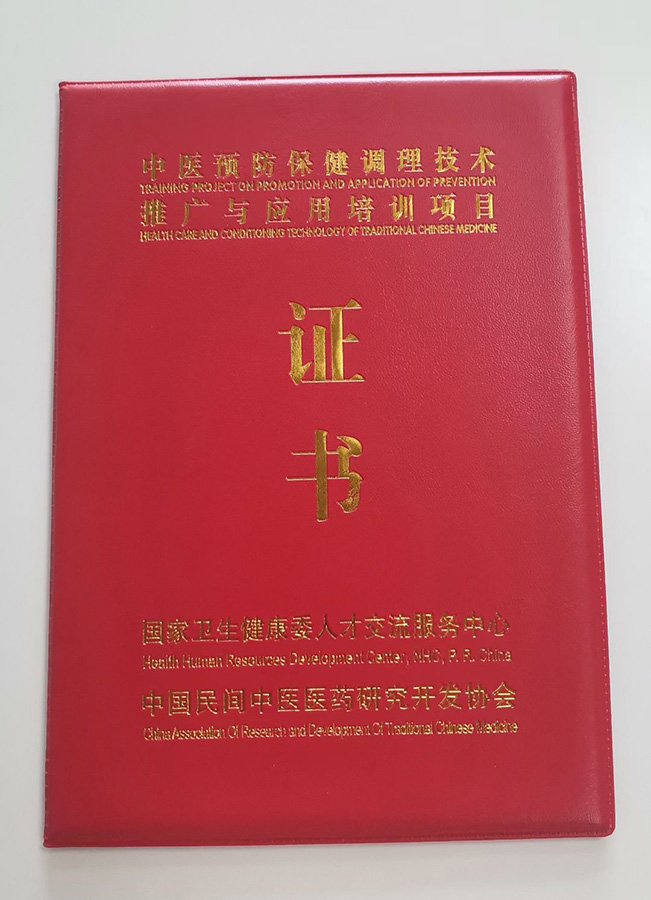 中医预防保健调理技术
TRAINING PROJECT ON PROMOTION AND APPLICATION OF PREVENTION
推广与应用培训项目
HEALTH CARE AND CONDITIONING TECHNOLOGY OF TRADITIONAL CHINESE MEDICINE
证
书
国家卫生健康委人才交流服务中心
Health Human Resources Development Center, NHC, P. R. China
中国民间中医医药研究开发协会
China Association Of Research and Development Of Traditional Chinese Medicine